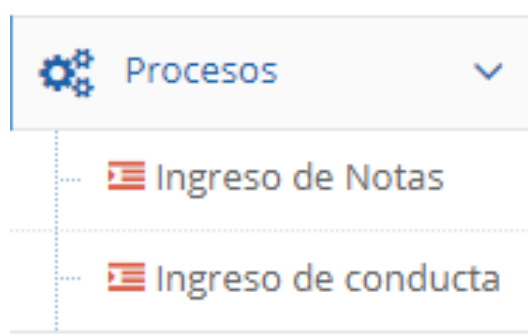 Procesos
Ingreso de Notas
Ingreso de conducta